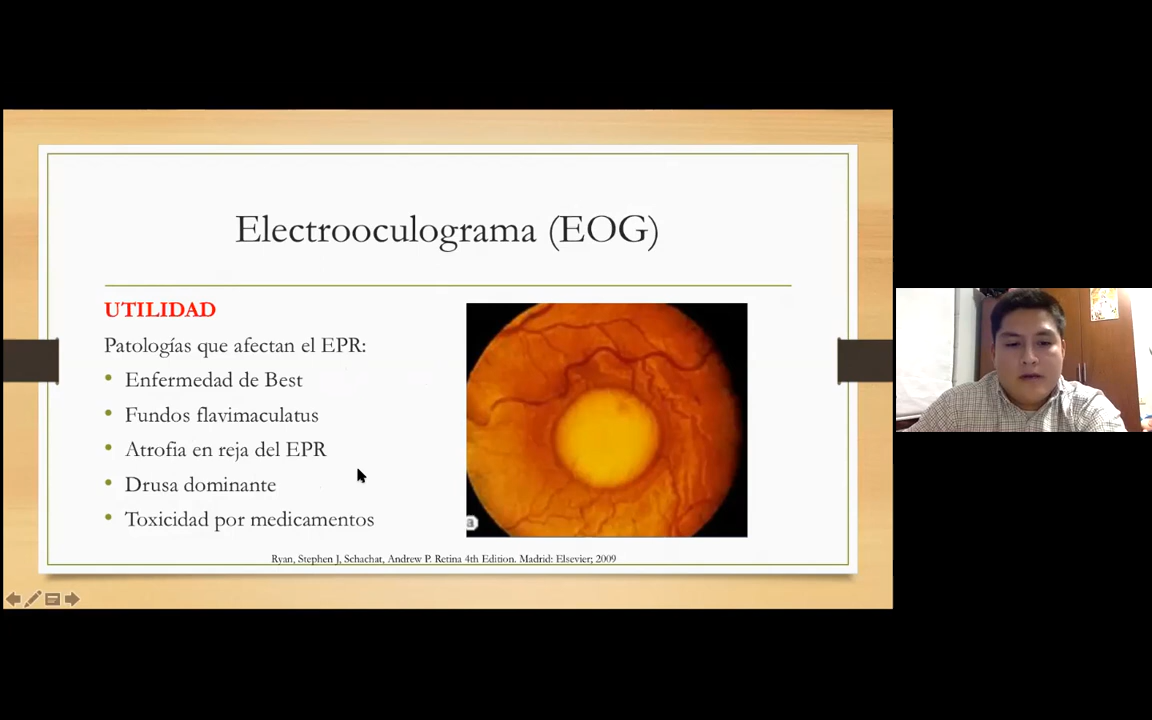 Electrooculograma (EOG)
UTILIDAD
Patologías que afectan el EPR:
• Enfermedad de Best
• Fundos flavimaculatus
• Atrofia en reja del EPR
• Drusa dominante
• Toxicidad por medicamentos
a
Ryan, Stephen J, Schachat, Andrew P. Retina 4th Edition. Madrid: Elsevier; 2009